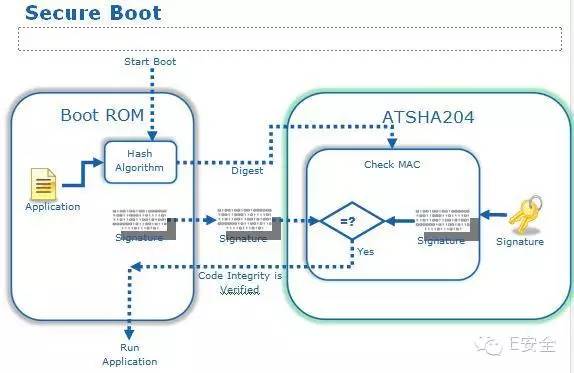 Secure Boot
Start Boot
Boot ROM
ATSHA204
Hash
Algorithm
Digest
Check MAC
Application
=?
Signature
Signature
Signature
Signature
Yes
Code Integrity is
Verified
Run
Application
E安全